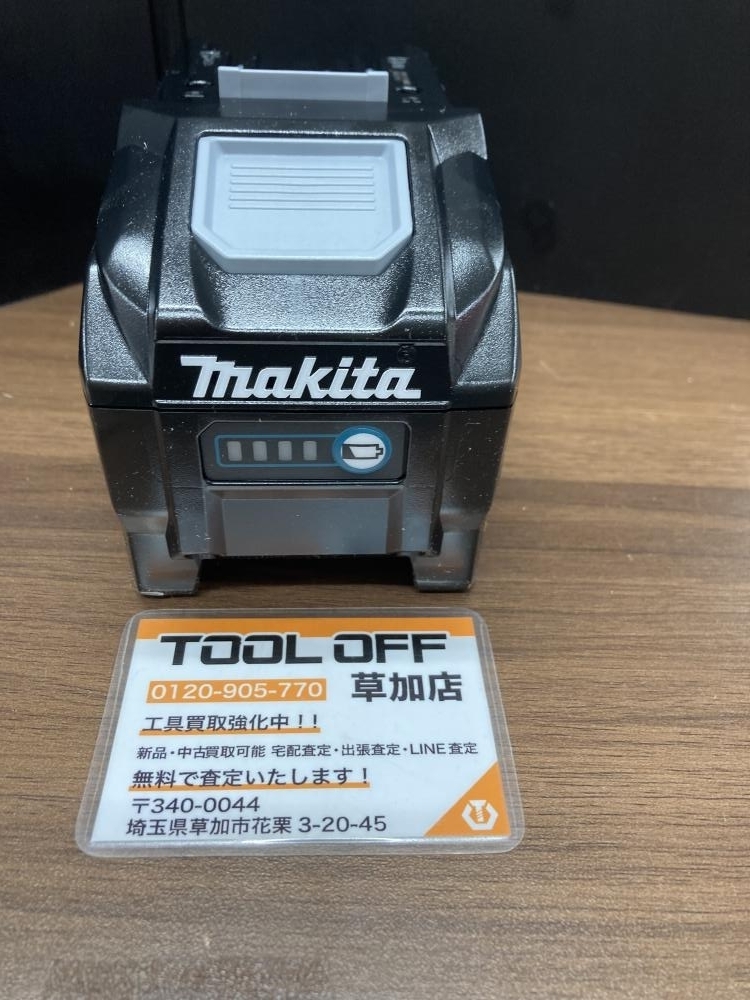 makita
TOOL OFF
0120-905-770 草加店
工具買取強化中！！
新品・中古買取可能 宅配査定・出張査定・LINE査定
無料で査定いたします！
〒340-0044
埼玉県草加市花栗 3-20-45